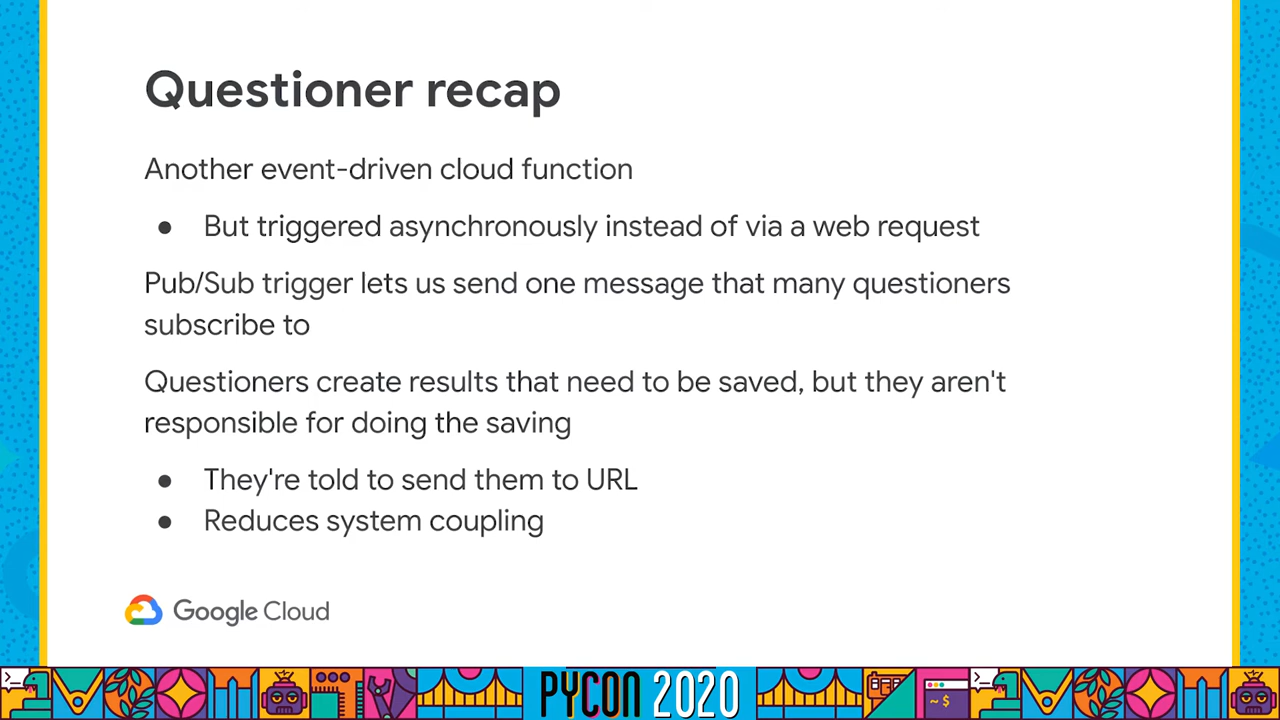 Questioner recap
Another event-driven cloud function
● But triggered asynchronously instead of via a web request
Pub/Sub trigger lets us send one message that many questioners
subscribe to
Questioners create results that need to be saved, but they aren't
responsible for doing the saving
● They're told to send them to URL
● Reduces system coupling
Google Cloud
PYCON 2020
~$